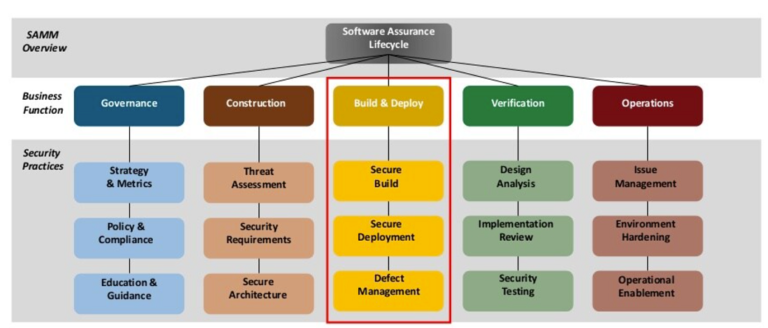 SAMM
Overview
Software Assurance
Lifecycle
Business
Function
Governance
Construction
Build & Deploy
Verification
Operations
Security
Practices
Strategy
& Metrics
Threat
Assessment
Secure
Build
Design
Analysis
Issue
Management
Policy &
Compliance
Security
Requirements
Secure
Deployment
Implementation
Review
Environment
Hardening
Education &
Guidance
Secure
Architecture
Defect
Management
Security
Testing
Operational
Enablement